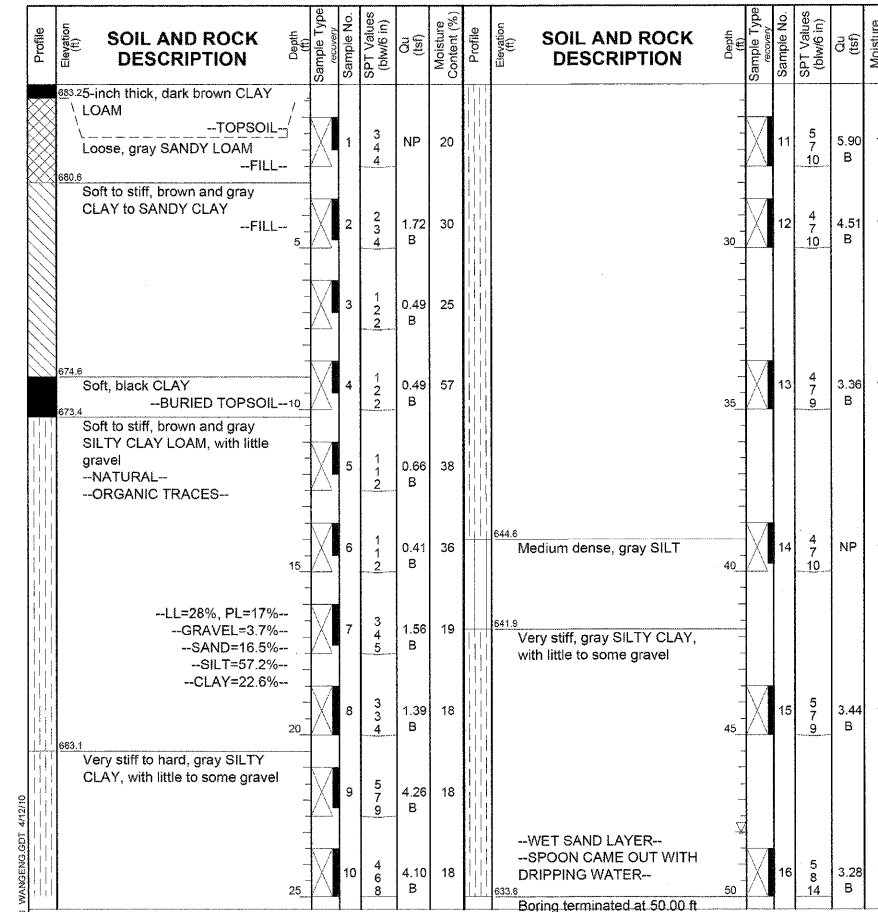 Profile
Elevation (ft)
SOIL AND ROCK DESCRIPTION
Depth (ft)
Sample Type
recovery
Sample No.
SPT Values (blw/6 in)
Qu (tsf)
Moisture Content (%)
683.2 5-inch thick, dark brown CLAY
LOAM
--TOPSOIL--
Loose, gray SANDY LOAM
--FILL--
1 3 4 4 NP 20
680.6
Soft to stiff, brown and gray
CLAY to SANDY CLAY
--FILL--
5
2 2 3 4 1.72 B 30
3 1 2 2 0.49 B 25
674.6
Soft, black CLAY
--BURIED TOPSOIL--10
4 1 2 2 0.49 B 57
673.4
Soft to stiff, brown and gray
SILTY CLAY LOAM, with little
gravel
--NATURAL--
--ORGANIC TRACES--
5 1 1 2 0.66 B 38
15
6 1 1 2 0.41 B 36
--LL=28%, PL=17%--
--GRAVEL=3.7%--
--SAND=16.5%--
--SILT=57.2%--
--CLAY=22.6%--
7 3 4 5 1.56 B 19
20
8 3 3 4 1.39 B 18
663.1
Very stiff to hard, gray SILTY
CLAY, with little to some gravel
9 5 7 9 4.26 B 18
25
10 4 6 8 4.10 B 18
WANGENG.GDT 4/12/10
Profile
Elevation (ft)
SOIL AND ROCK DESCRIPTION
Depth (ft)
Sample Type
recovery
Sample No.
SPT Values (blw/6 in)
Qu (tsf)
Moisture
11 5 7 10 5.90 B
30
12 4 7 10 4.51 B
35
13 4 7 9 3.36 B
644.6
Medium dense, gray SILT
40
14 4 7 10 NP
641.9
Very stiff, gray SILTY CLAY,
with little to some gravel
45
15 5 7 9 3.44 B
--WET SAND LAYER--
--SPOON CAME OUT WITH
DRIPPING WATER--
50
16 5 8 14 3.28 B
633.6
Boring terminated at 50.00 ft